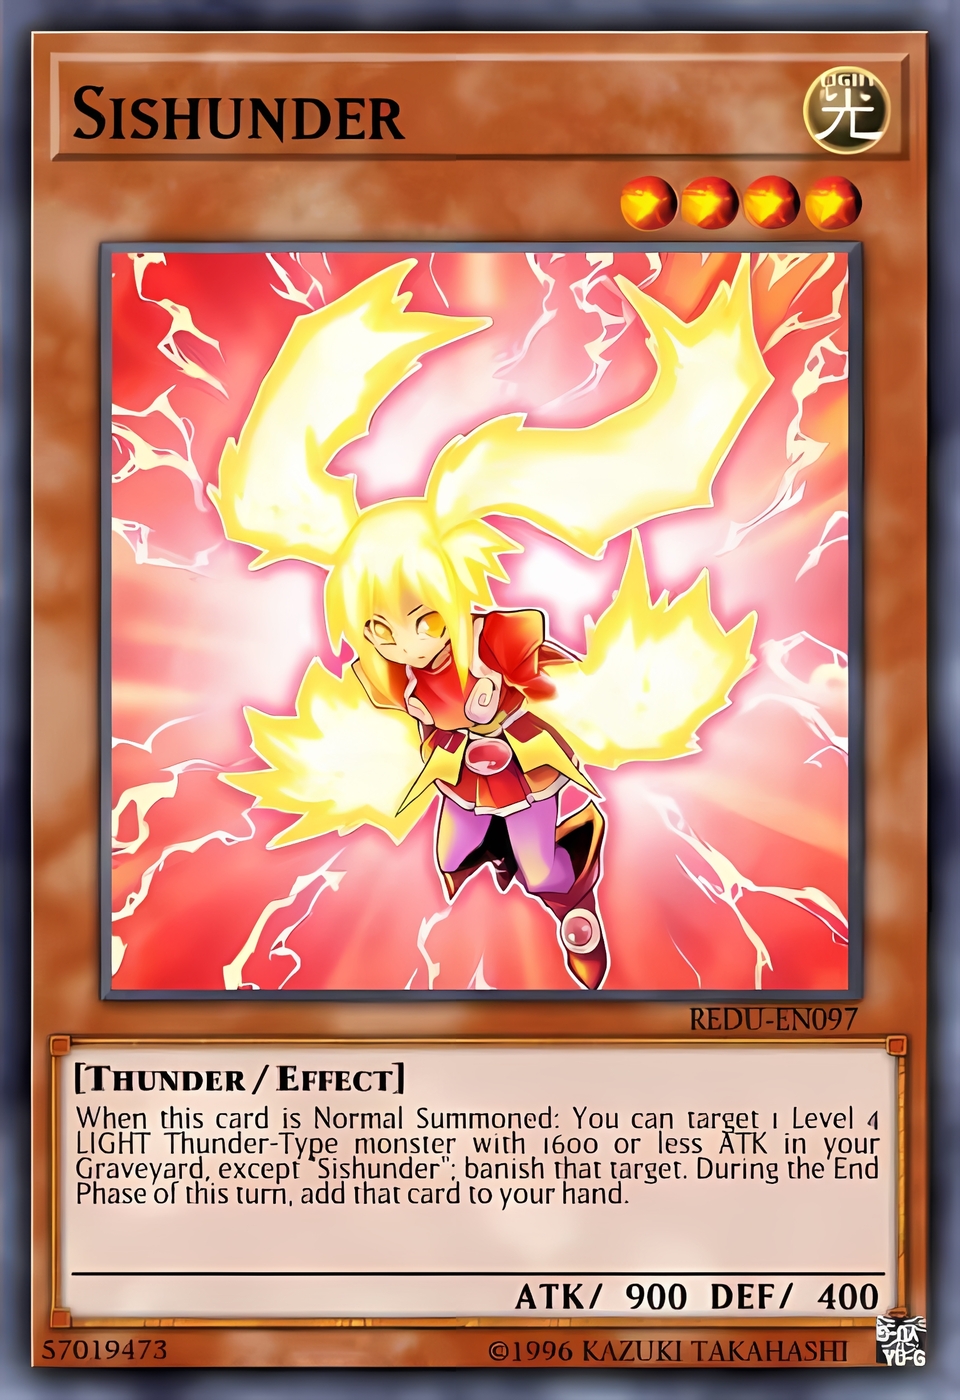 SISHUNDER
光
REDU-EN097
[THUNDER / EFFECT]
When this card is Normal Summoned: You can target 1 Level 4
LIGHT Thunder-Type monster with 1600 or less ATK in your
Graveyard, except "Sishunder"; banish that target. During the End
Phase of this turn, add that card to your hand.
ATK/ 900 DEF/ 400
57019473
©1996 KAZUKI TAKAHASHI